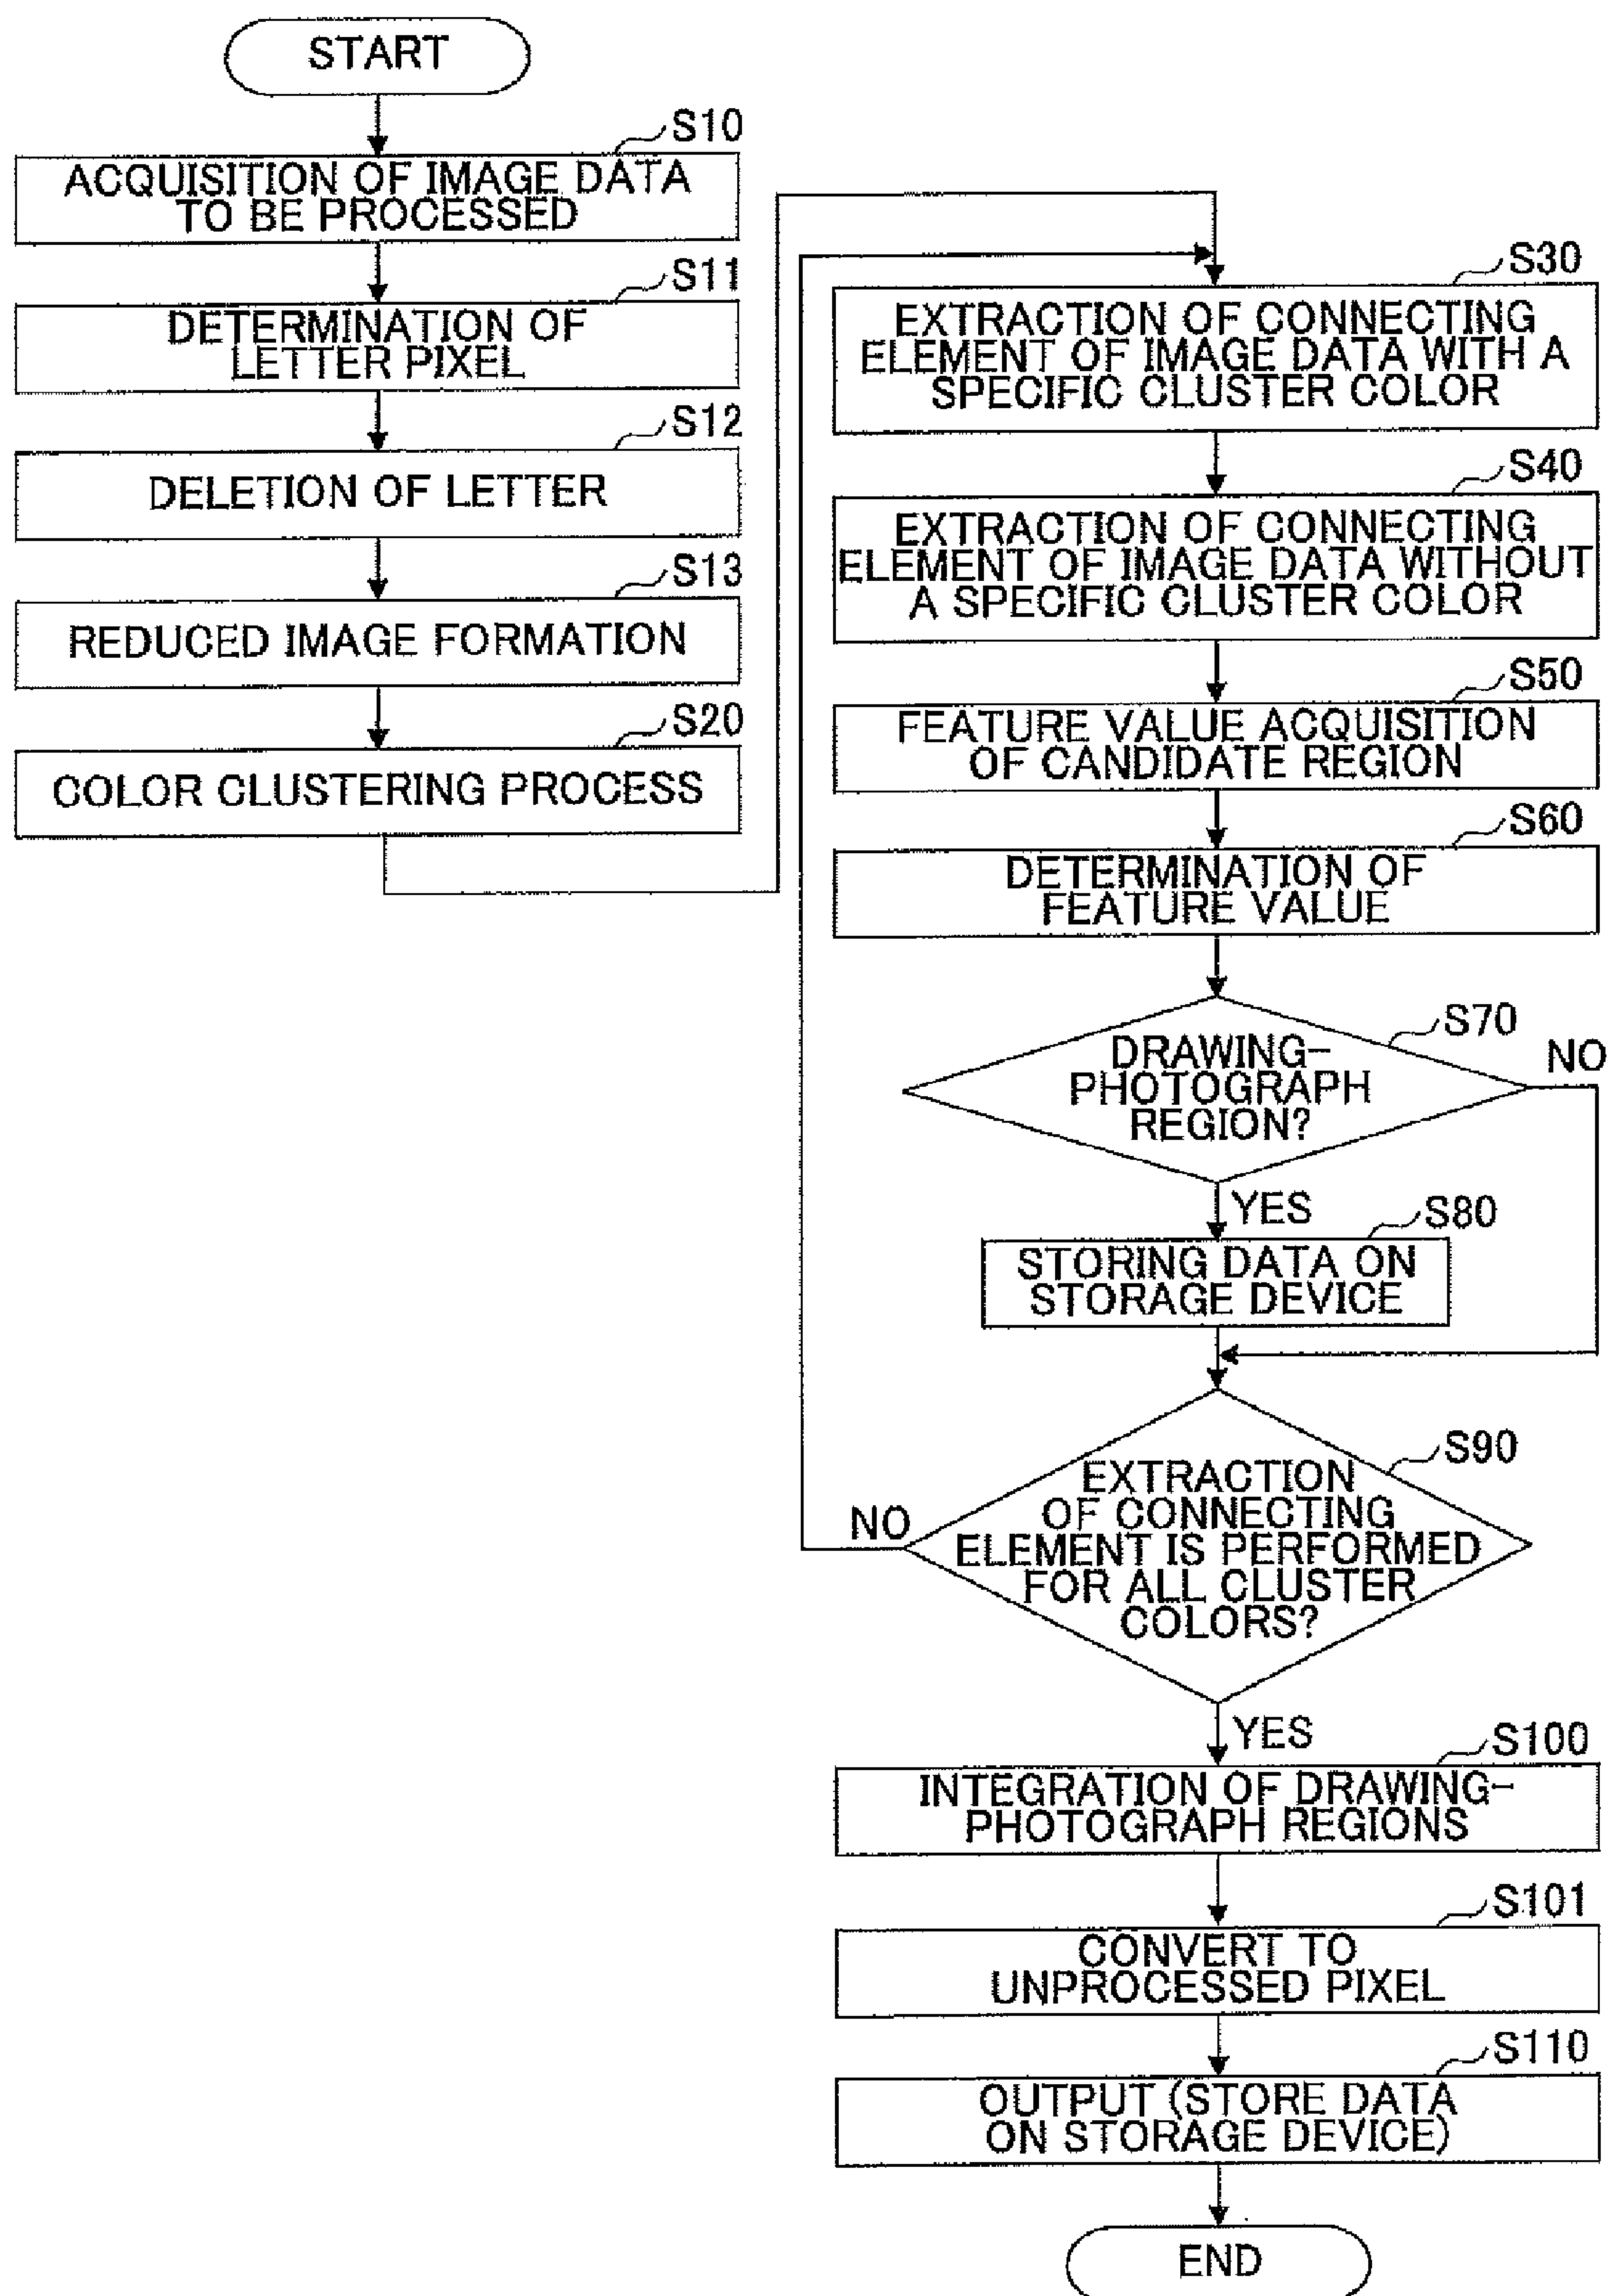 START
S10
ACQUISITION OF IMAGE DATA
TO BE PROCESSED
S11
DETERMINATION OF
LETTER PIXEL
S12
DELETION OF LETTER
S13
REDUCED IMAGE FORMATION
S20
COLOR CLUSTERING PROCESS
S30
EXTRACTION OF CONNECTING
ELEMENT OF IMAGE DATA WITH A
SPECIFIC CLUSTER COLOR
S40
EXTRACTION OF CONNECTING
ELEMENT OF IMAGE DATA WITHOUT
A SPECIFIC CLUSTER COLOR
S50
FEATURE VALUE ACQUISITION
OF CANDIDATE REGION
S60
DETERMINATION OF
FEATURE VALUE
S70
NO
DRAWING-
PHOTOGRAPH
REGION?
YES
S80
STORING DATA ON
STORAGE DEVICE
S90
EXTRACTION
OF CONNECTING
NO
ELEMENT IS PERFORMED
FOR ALL CLUSTER
COLORS?
YES
S100
INTEGRATION OF DRAWING-
PHOTOGRAPH REGIONS
S101
CONVERT TO
UNPROCESSED PIXEL
S110
OUTPUT (STORE DATA
ON STORAGE DEVICE)
END